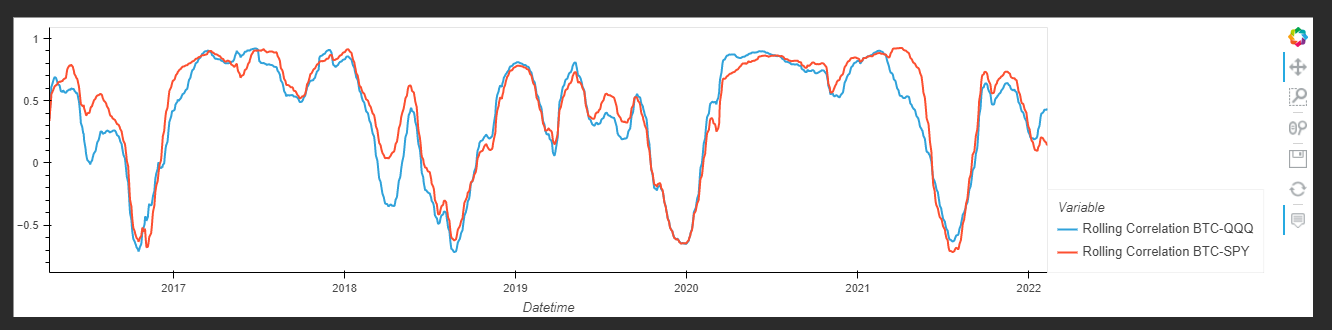 1
0.5
0
−0.5
2017
2018
2019
2020
2021
2022
Datetime
Variable
Rolling Correlation BTC-QQQ
Rolling Correlation BTC-SPY